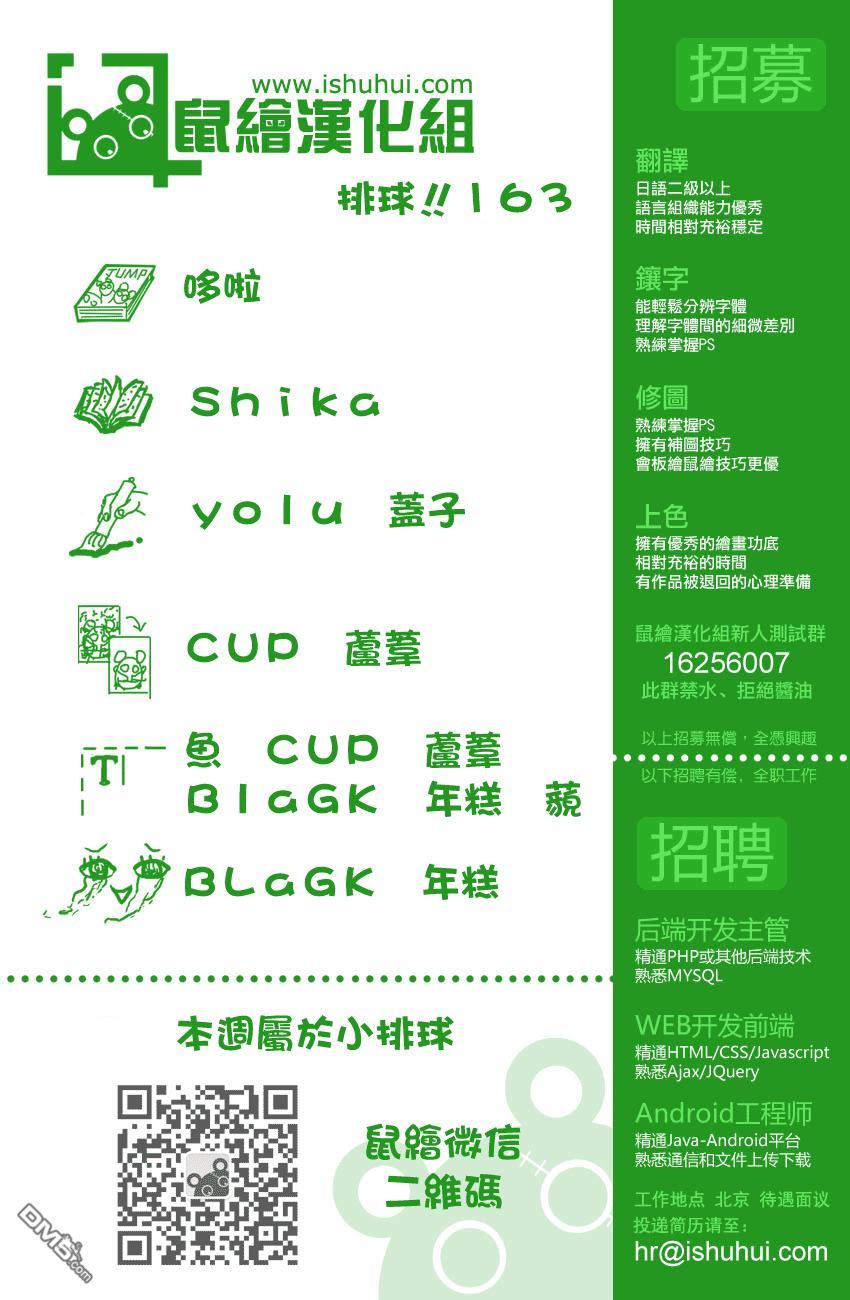 www.ishuhui.com
鼠繪漢化組
排球!!163
JUMP
哆啦
Shika
yolu 蓋子
CUP 蘆葦
T
魚 CUP 蘆葦
BlaGK 年糕 藐
BLaGK 年糕
本週屬於小排球
鼠繪微信
二維碼
DM5.com
招募
翻譯
日語二級以上
語言組織能力優秀
時間相對充裕穩定
鑲字
能輕鬆分辨字體
理解字體間的細微差別
熟練掌握PS
修圖
熟練掌握PS
擁有補圖技巧
會板繪鼠繪技巧更優
上色
擁有優秀的繪畫功底
相對充裕的時間
有作品被退回的心理準備
鼠繪漢化組新人測試群
16256007
此群禁水、拒絕醬油
以上招募無償，全憑興趣
以下招聘有偿，全职工作
招聘
后端开发主管
精通PHP或其他后端技术
熟悉MYSQL
WEB开发前端
精通HTML/CSS/Javascript
熟悉Ajax/JQuery
Android工程师
精通Java-Android平台
熟悉通信和文件上传下载
工作地点 北京 待遇面议
投递简历请至：
hr@ishuhui.com